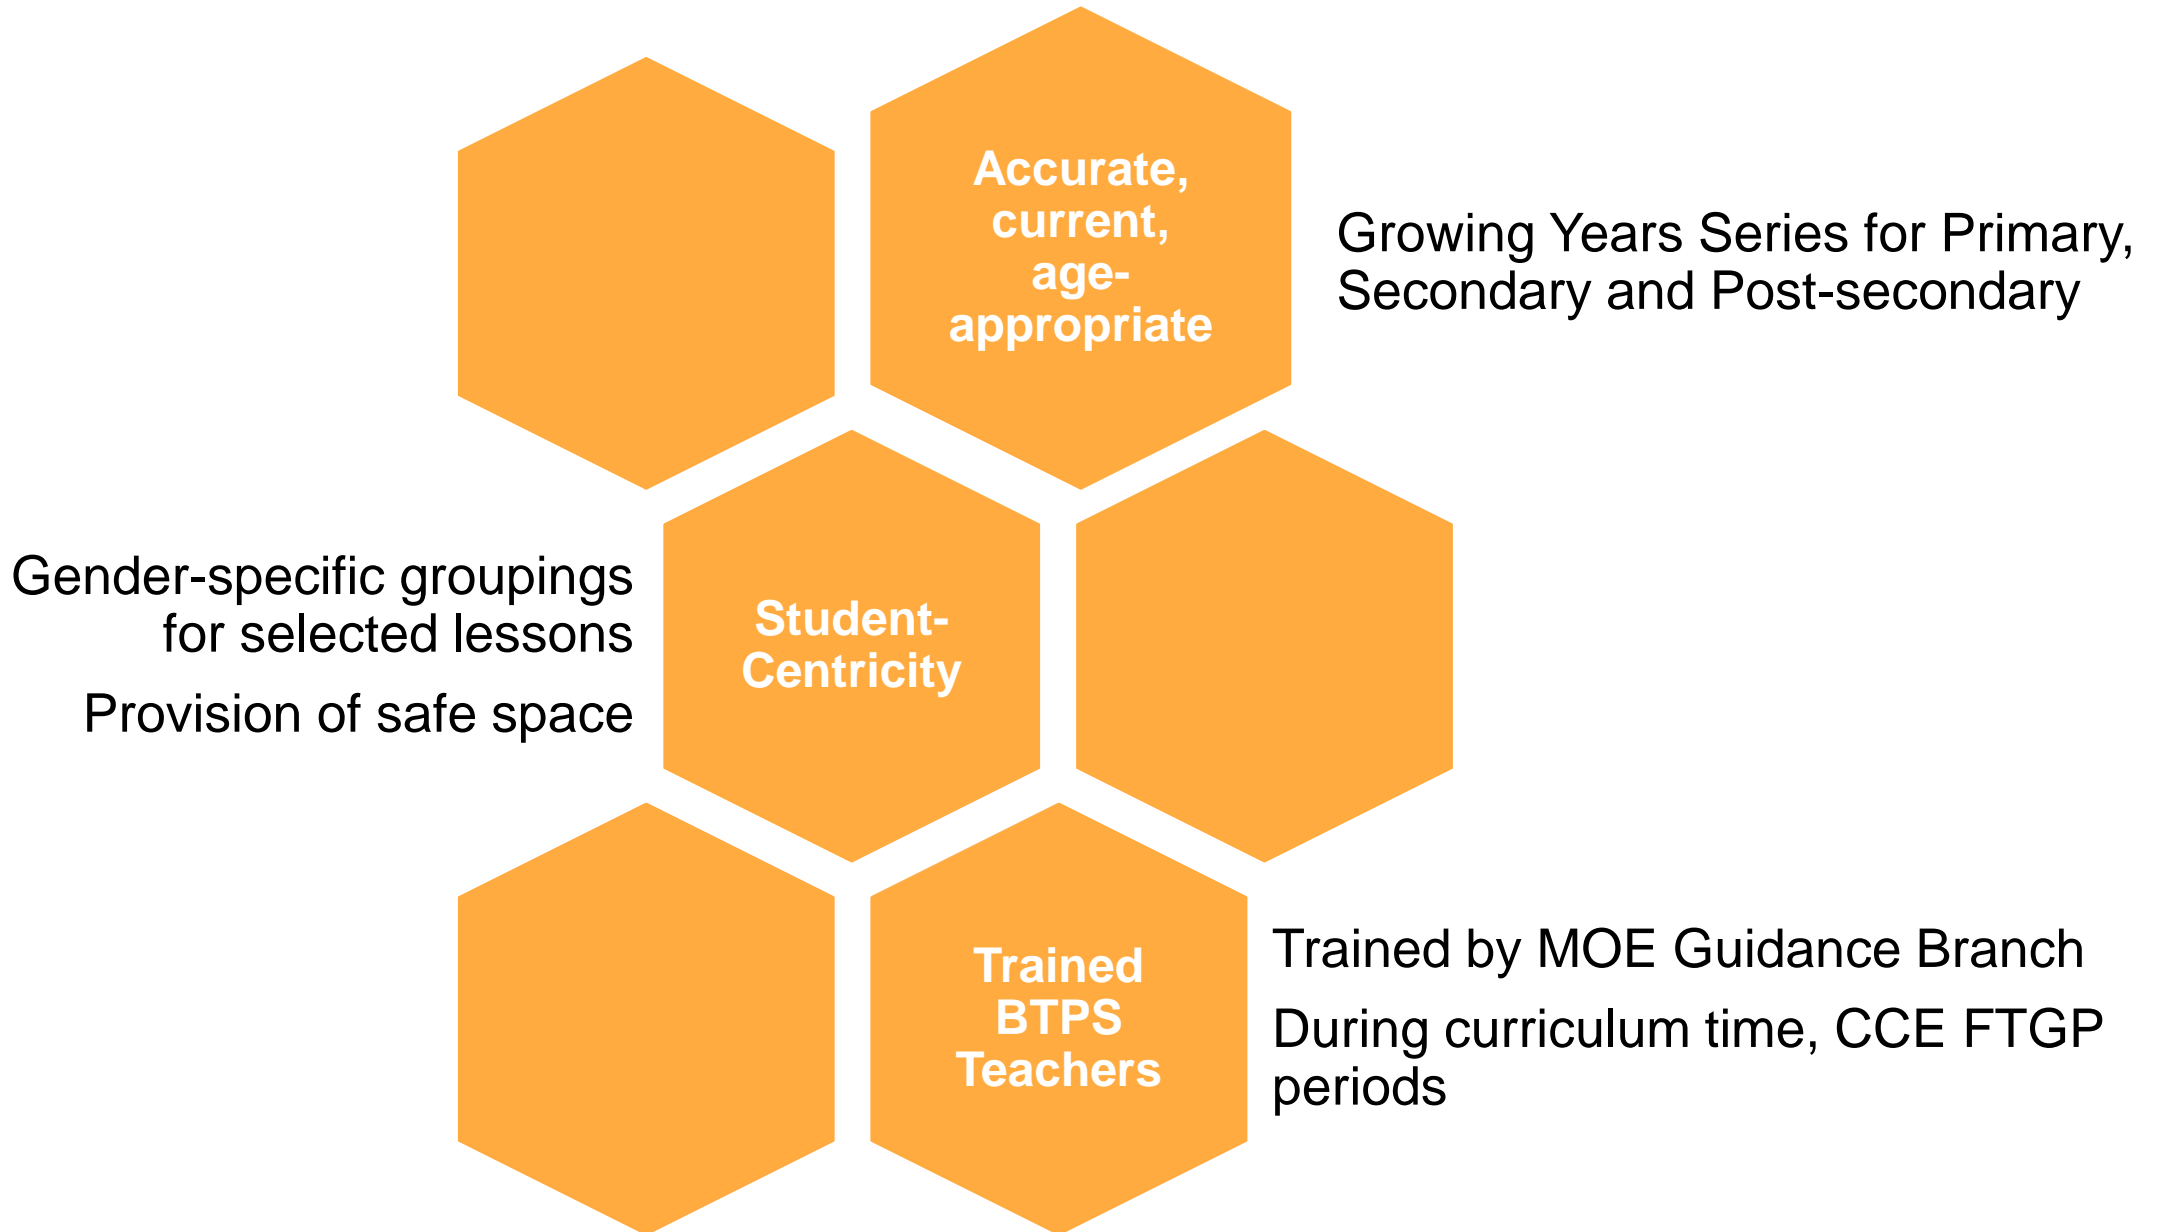 Accurate,
current,
age-
appropriate
Growing Years Series for Primary,
Secondary and Post-secondary
Gender-specific groupings
for selected lessons
Provision of safe space
Student-
Centricity
Trained
BTPS
Teachers
Trained by MOE Guidance Branch
During curriculum time, CCE FTGP
periods